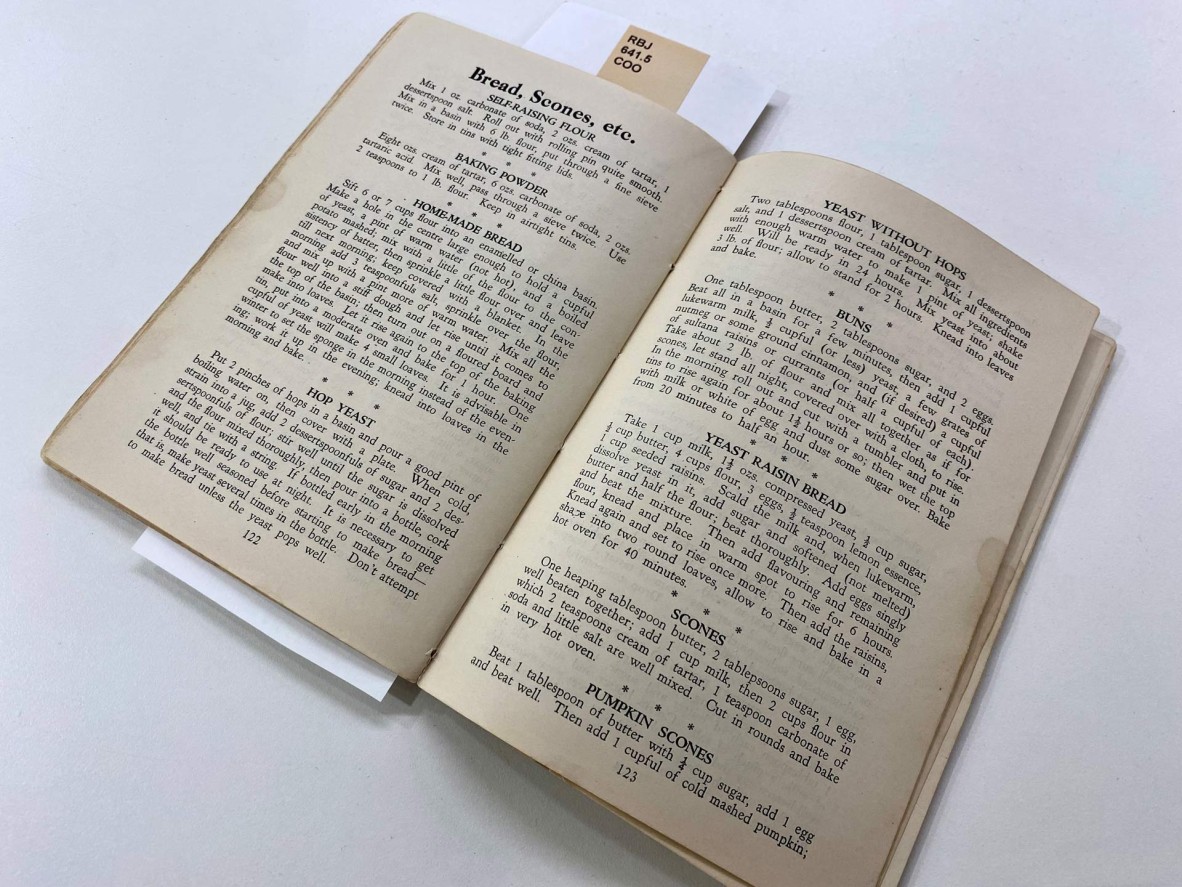 RBJ
641.5
COO
Bread, Scones, etc.
SELF-RAISING FLOUR
Mix 1 oz. carbonate of soda, 2 ozs. cream of tartar, 1
dessertspoon salt. Roll out with rolling pin quite smooth.
Mix in a basin with 6 lb. flour, put through a fine sieve
twice. Store in tins with tight fitting lids.
* * *
BAKING POWDER
Eight ozs. cream of tartar, 6 ozs. carbonate of soda, 2 ozs.
tartaric acid. Mix well, pass through a sieve twice. Use
2 teaspoons to 1 lb. flour. Keep in airtight tins.
* * *
HOME-MADE BREAD
Sift 6 or 7 cups flour into an enamelled or china basin.
Make a hole in the centre large enough to hold a cupful
of yeast, a pint of warm water (not hot), and a boiled
potato mashed; mix with a little of the flour to the con-
sistency of batter, then sprinkle a little flour over, and leave
till next morning; keep covered with a blanket. In the
morning add 3 teaspoonfuls salt, sprinkle over the flour,
and mix up with a pint more of warm water. Mix all the
flour well into a stiff dough and let rise until it comes to
the top of the basin; then turn out on a floured board and
make into loaves. Let it rise again to the top of the baking
tin, put into a moderate oven and bake for 1 hour. One
cupful of yeast will make 4 small loaves. It is advisable in
winter to set the sponge in the morning instead of the even-
ing; work it up in the evening; knead into loaves in the
morning and bake.
* * *
HOP YEAST
Put 2 pinches of hops in a basin and pour a good pint of
boiling water on, then cover with a plate. When cold,
strain into a jug add 2 dessertspoonfuls of sugar and 2 des-
sertspoonfuls of flour; stir well until the sugar is dissolved
and the flour mixed thoroughly, then pour into a bottle, cork
well, and tie with a string. If bottled early in the morning
it should be ready to use at night. It is necessary to get
the bottle well seasoned before starting to make bread—
that is, make yeast several times in the bottle. Don't attempt
to make bread unless the yeast pops well.
122
YEAST WITHOUT HOPS
Two tablespoons flour, 1 tablespoon sugar, 1 dessertspoon
salt, and 1 dessertspoon cream of tartar. Mix all ingredients
with enough warm water to make 1 pint of yeast, shake
well. Will be ready in 24 hours. Mix yeast into about
3 lb. of flour; allow to stand for 2 hours. Knead into loaves
and bake.
* * *
BUNS
One tablespoon butter, 2 tablespoons sugar, and 2 eggs.
Beat all in a basin for a few minutes, then add 1 cupful
lukewarm milk, ½ cupful (or less) yeast, a few grates of
nutmeg or some ground cinnamon, and (if desired) a cupful
of sultana raisins or currants (or half a cupful of each).
Take about 2 lb. of flour and mix all together, as if for
scones, let stand all night, covered over with a cloth, to rise.
In the morning roll out and cut with a tumbler and put in
tins to rise again for about 1½ hours or so; then wet the top
with milk or white of egg and dust some sugar over. Bake
from 20 minutes to half an hour.
* * *
YEAST RAISIN BREAD
Take 1 cup milk, 1½ ozs. compressed yeast, ½ cup sugar,
½ cup butter, 4 cups flour, 3 eggs, ½ teaspoon lemon essence,
1 cup seeded raisins. Scald the milk and, when lukewarm,
dissolve yeast in it, add sugar and softened (not melted)
butter and half the flour; beat thoroughly. Add eggs singly
and beat the mixture. Then add flavouring and remaining
flour, knead and place in warm spot to rise for 6 hours.
Knead again and set to rise once more. Then add the raisins,
shape into two round loaves, allow to rise and bake in a
hot oven for 40 minutes.
* * *
SCONES
One heaping tablespoon butter, 2 tablepsoons sugar, 1 egg,
well beaten together; add 1 cup milk, then 2 cups flour in
which 2 teaspoons cream of tartar, 1 teaspoon carbonate of
soda and little salt are well mixed. Cut in rounds and bake
in very hot oven.
* * *
PUMPKIN SCONES
Beat 1 tablespoon of butter with ¾ cup sugar, add 1 egg
and beat well. Then add 1 cupful of cold mashed pumpkin;
123